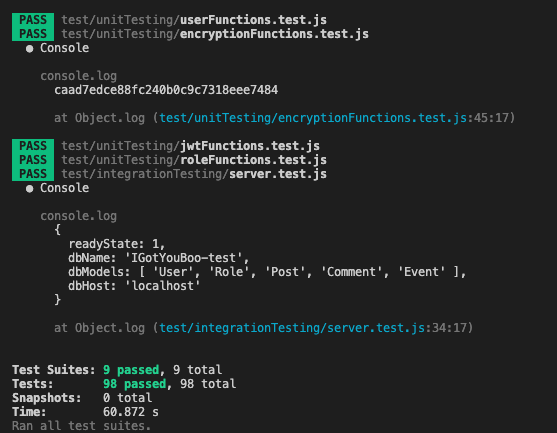 PASS test/unitTesting/userFunctions.test.js
PASS test/unitTesting/encryptionFunctions.test.js
● Console
console.log
caad7edce88fc240b0c9c7318eee7484
at Object.log (test/unitTesting/encryptionFunctions.test.js:45:17)
PASS test/unitTesting/jwtFunctions.test.js
PASS test/unitTesting/roleFunctions.test.js
PASS test/integrationTesting/server.test.js
● Console
console.log
{
readyState: 1,
dbName: 'IGotYouBoo-test',
dbModels: [ 'User', 'Role', 'Post', 'Comment', 'Event' ],
dbHost: 'localhost'
}
at Object.log (test/integrationTesting/server.test.js:34:17)
Test Suites: 9 passed, 9 total
Tests: 98 passed, 98 total
Snapshots: 0 total
Time: 60.872 s
Ran all test suites.